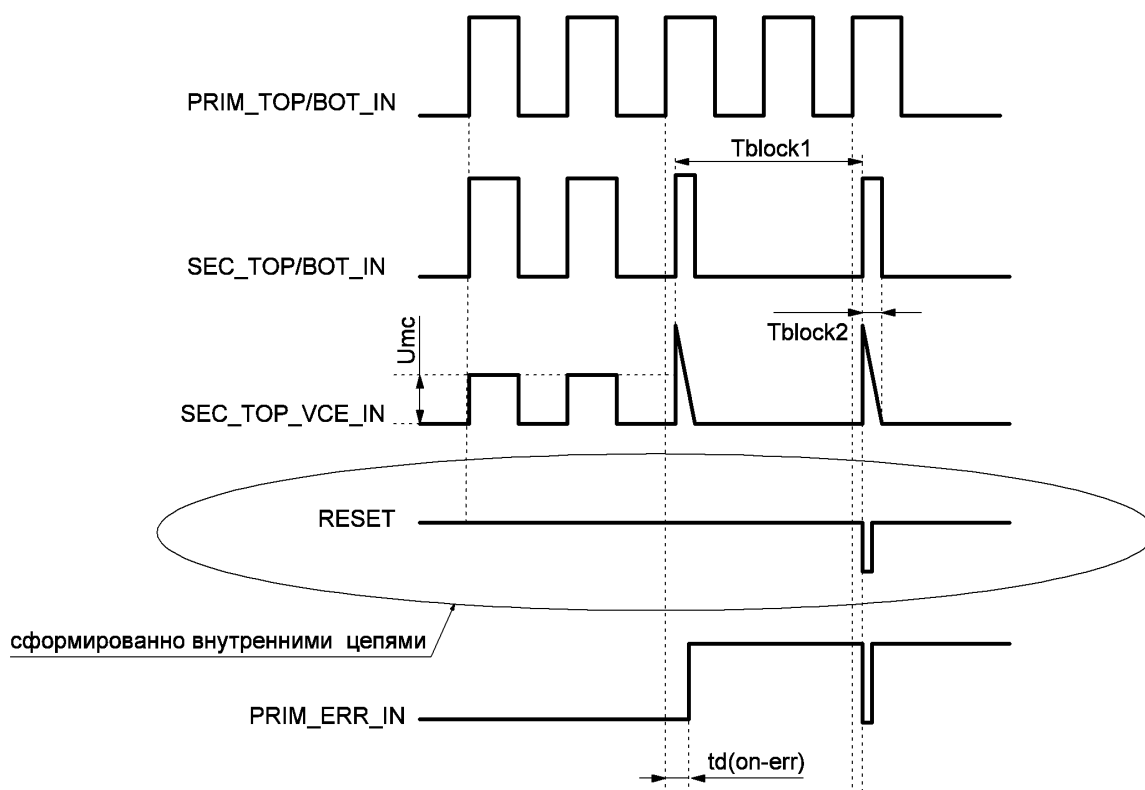 PRIM_TOP/BOT_IN
Tblock1
SEC_TOP/BOT_IN
Tblock2
Umc
SEC_TOP_VCE_IN
RESET
сформированно внутренними цепями
PRIM_ERR_IN
td(on-err)